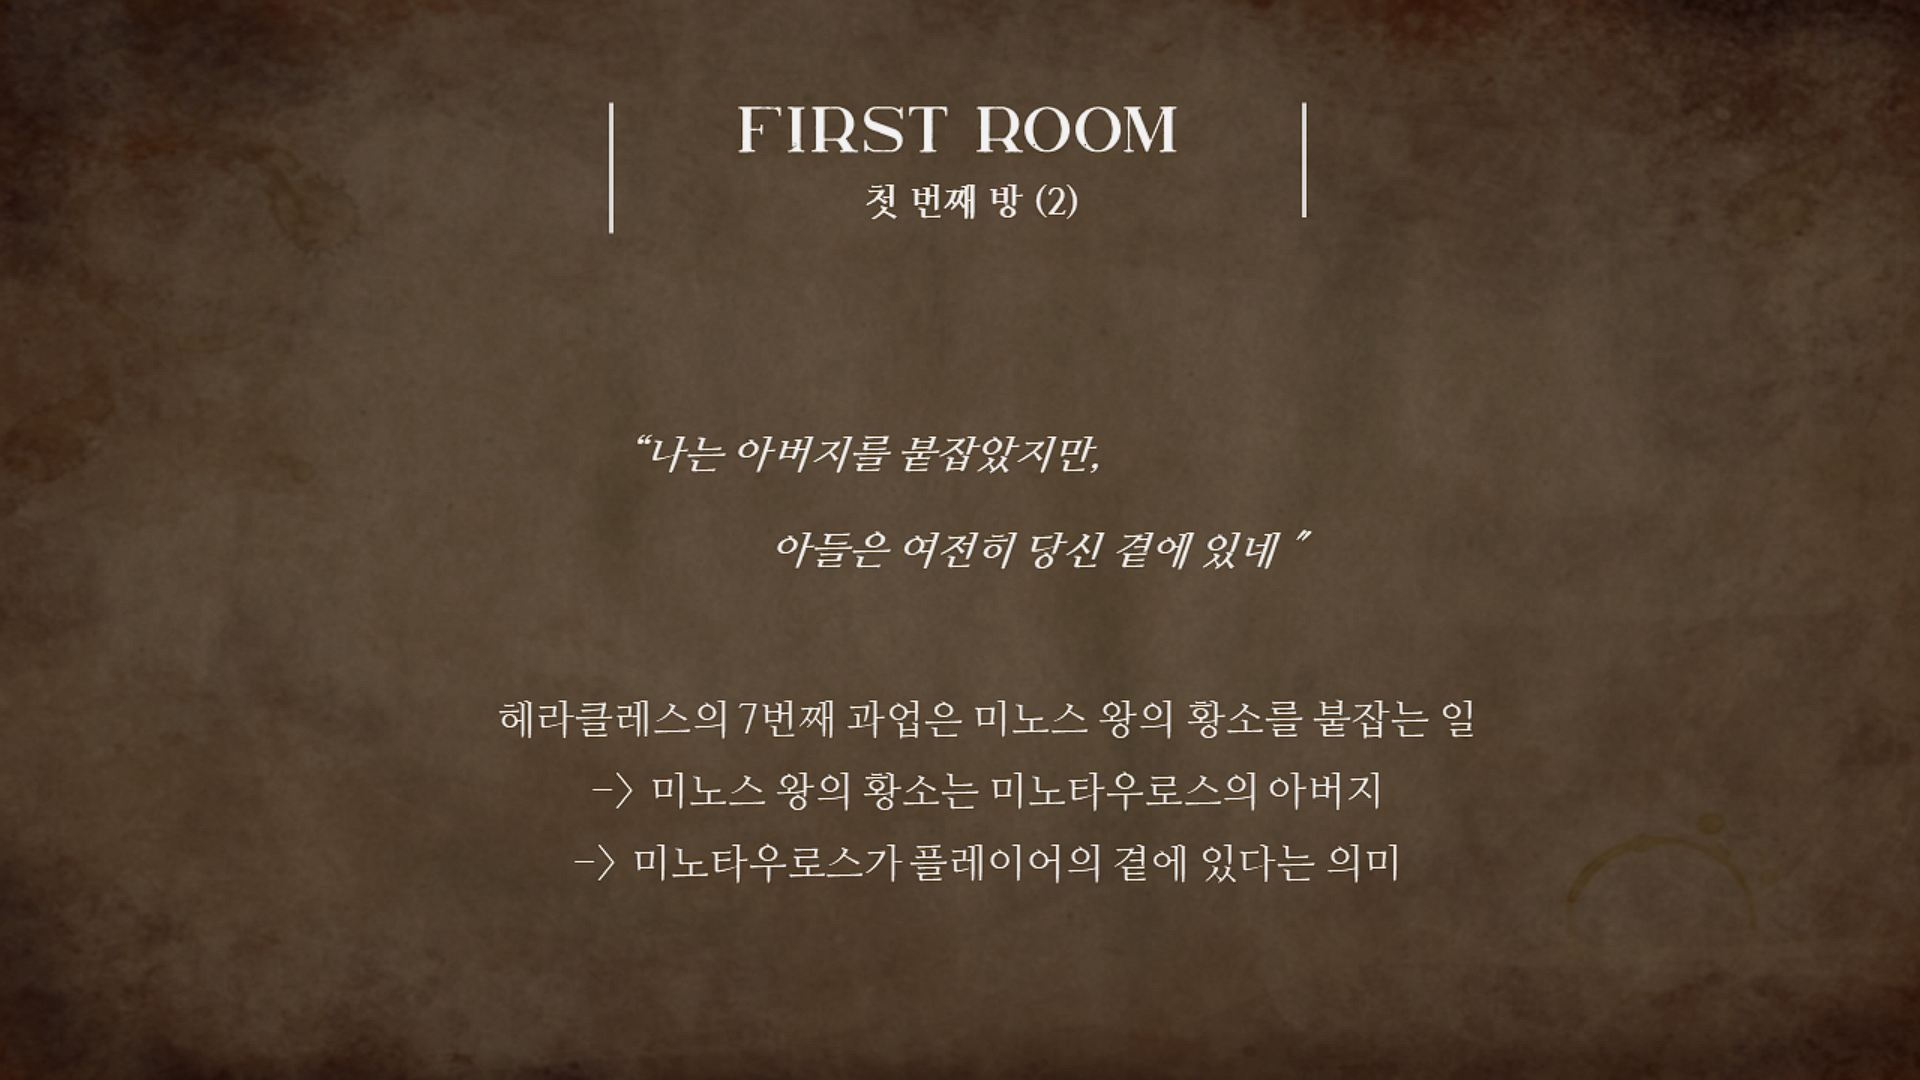 FIRST ROOM
첫 번째 방 (2)
“나는 아버지를 붙잡았지만,
아들은 여전히 당신 곁에 있네 ”
헤라클레스의 7번째 과업은 미노스 왕의 황소를 붙잡는 일
-> 미노스 왕의 황소는 미노타우로스의 아버지
-> 미노타우로스가 플레이어의 곁에 있다는 의미